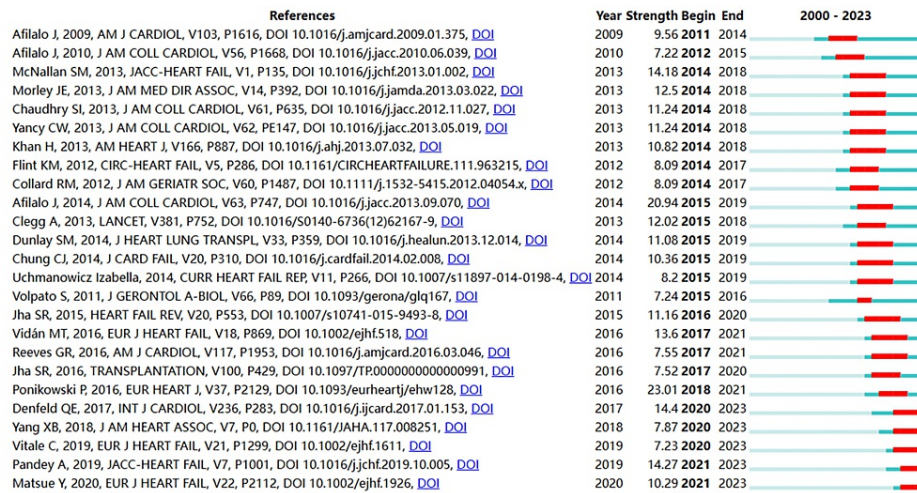 References Year Strength Begin End 2000 - 2023
Afilalo J, 2009, AM J CARDIOL, V103, P1616, DOI 10.1016/j.amjcard.2009.01.375, DOI 2009 9.56 2011 2014
Afilalo J, 2010, J AM COLL CARDIOL, V56, P1668, DOI 10.1016/j.jacc.2010.06.039, DOI 2010 7.22 2012 2015
McNallan SM, 2013, JACC-HEART FAIL, V1, P135, DOI 10.1016/j.jchf.2013.01.002, DOI 2013 14.18 2014 2018
Morley JE, 2013, J AM MED DIR ASSOC, V14, P392, DOI 10.1016/j.jamda.2013.03.022, DOI 2013 12.5 2014 2018
Chaudhry SI, 2013, J AM COLL CARDIOL, V61, P635, DOI 10.1016/j.jacc.2012.11.027, DOI 2013 11.24 2014 2018
Yancy CW, 2013, J AM COLL CARDIOL, V62, PE147, DOI 10.1016/j.jacc.2013.05.019, DOI 2013 11.24 2014 2018
Khan H, 2013, AM HEART J, V166, P887, DOI 10.1016/j.ahj.2013.07.032, DOI 2013 10.82 2014 2018
Flint KM, 2012, CIRC-HEART FAIL, V5, P286, DOI 10.1161/CIRCHEARTFAILURE.111.963215, DOI 2012 8.09 2014 2017
Collard RM, 2012, J AM GERIATR SOC, V60, P1487, DOI 10.1111/j.1532-5415.2012.04054.x, DOI 2012 8.09 2014 2017
Afilalo J, 2014, J AM COLL CARDIOL, V63, P747, DOI 10.1016/j.jacc.2013.09.070, DOI 2014 20.94 2015 2019
Clegg A, 2013, LANCET, V381, P752, DOI 10.1016/S0140-6736(12)62167-9, DOI 2013 12.02 2015 2018
Dunlay SM, 2014, J HEART LUNG TRANSPL, V33, P359, DOI 10.1016/j.healun.2013.12.014, DOI 2014 11.08 2015 2019
Chung CJ, 2014, J CARD FAIL, V20, P310, DOI 10.1016/j.cardfail.2014.02.008, DOI 2014 10.36 2015 2019
Uchmanowicz Izabella, 2014, CURR HEART FAIL REP, V11, P266, DOI 10.1007/s11897-014-0198-4, DOI 2014 8.2 2015 2019
Volpato S, 2011, J GERONTOL A-BIOL, V66, P89, DOI 10.1093/gerona/glq167, DOI 2011 7.24 2015 2016
Jha SR, 2015, HEART FAIL REV, V20, P553, DOI 10.1007/s10741-015-9493-8, DOI 2015 11.16 2016 2020
Vidán MT, 2016, EUR J HEART FAIL, V18, P869, DOI 10.1002/ejhf.518, DOI 2016 13.6 2017 2021
Reeves GR, 2016, AM J CARDIOL, V117, P1953, DOI 10.1016/j.amjcard.2016.03.046, DOI 2016 7.55 2017 2021
Jha SR, 2016, TRANSPLANTATION, V100, P429, DOI 10.1097/TP.0000000000000991, DOI 2016 7.52 2017 2020
Ponikowski P, 2016, EUR HEART J, V37, P2129, DOI 10.1093/eurheartj/ehw128, DOI 2016 23.01 2018 2021
Denfeld QE, 2017, INT J CARDIOL, V236, P283, DOI 10.1016/j.ijcard.2017.01.153, DOI 2017 14.4 2020 2023
Yang XB, 2018, J AM HEART ASSOC, V7, P0, DOI 10.1161/JAHA.117.008251, DOI 2018 7.87 2020 2023
Vitale C, 2019, EUR J HEART FAIL, V21, P1299, DOI 10.1002/ejhf.1611, DOI 2019 7.23 2020 2023
Pandey A, 2019, JACC-HEART FAIL, V7, P1001, DOI 10.1016/j.jchf.2019.10.005, DOI 2019 14.27 2021 2023
Matsue Y, 2020, EUR J HEART FAIL, V22, P2112, DOI 10.1002/ejhf.1926, DOI 2020 10.29 2021 2023